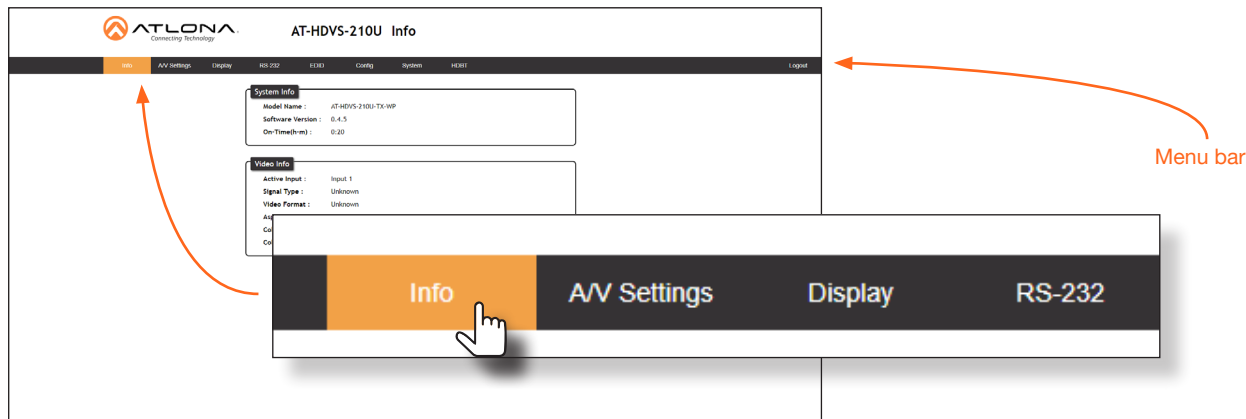 ATLONA.
Connecting Technology
AT-HDVS-210U Info
Info A/V Settings Display RS-232 EDID Config System HDBT Logout
System Info
Model Name : AT-HDVS-210U-TX-WP
Software Version : 0.4.5
On-Time(h-m) : 0:20
Menu bar
Video Info
Active Input : Input 1
Signal Type : Unknown
Video Format : Unknown
Info A/V Settings Display RS-232